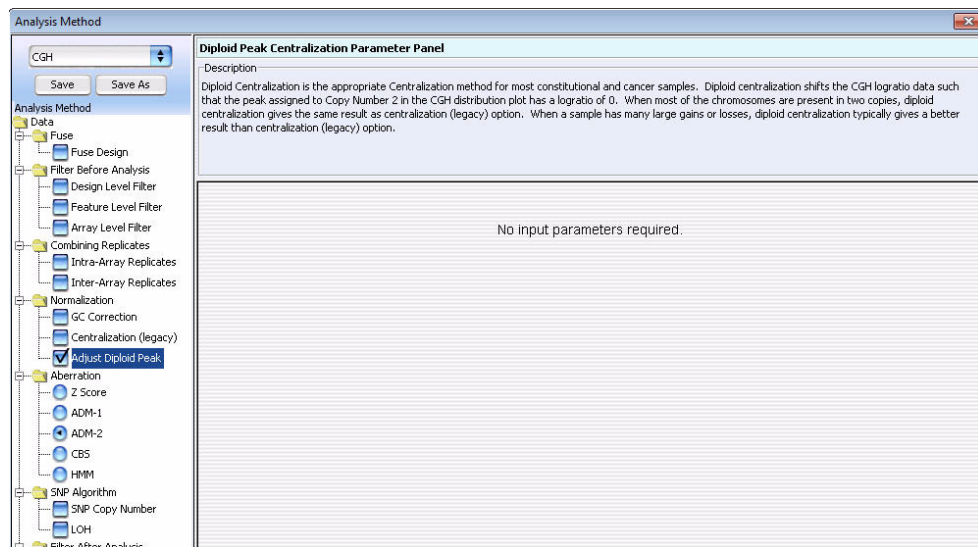 Analysis Method
CGH
Save
Save As
Analysis Method
Data
Fuse
Fuse Design
Filter Before Analysis
Design Level Filter
Feature Level Filter
Array Level Filter
Combining Replicates
Intra-Array Replicates
Inter-Array Replicates
Normalization
GC Correction
Centralization (legacy)
Adjust Diploid Peak
Aberration
Z Score
ADM-1
ADM-2
CBS
HMM
SNP Algorithm
SNP Copy Number
LOH
Filter After Analysis
Diploid Peak Centralization Parameter Panel
Description
Diploid Centralization is the appropriate Centralization method for most constitutional and cancer samples. Diploid centralization shifts the CGH logratio data such
that the peak assigned to Copy Number 2 in the CGH distribution plot has a logratio of 0. When most of the chromosomes are present in two copies, diploid
centralization gives the same result as centralization (legacy) option. When a sample has many large gains or losses, diploid centralization typically gives a better
result than centralization (legacy) option.
No input parameters required.